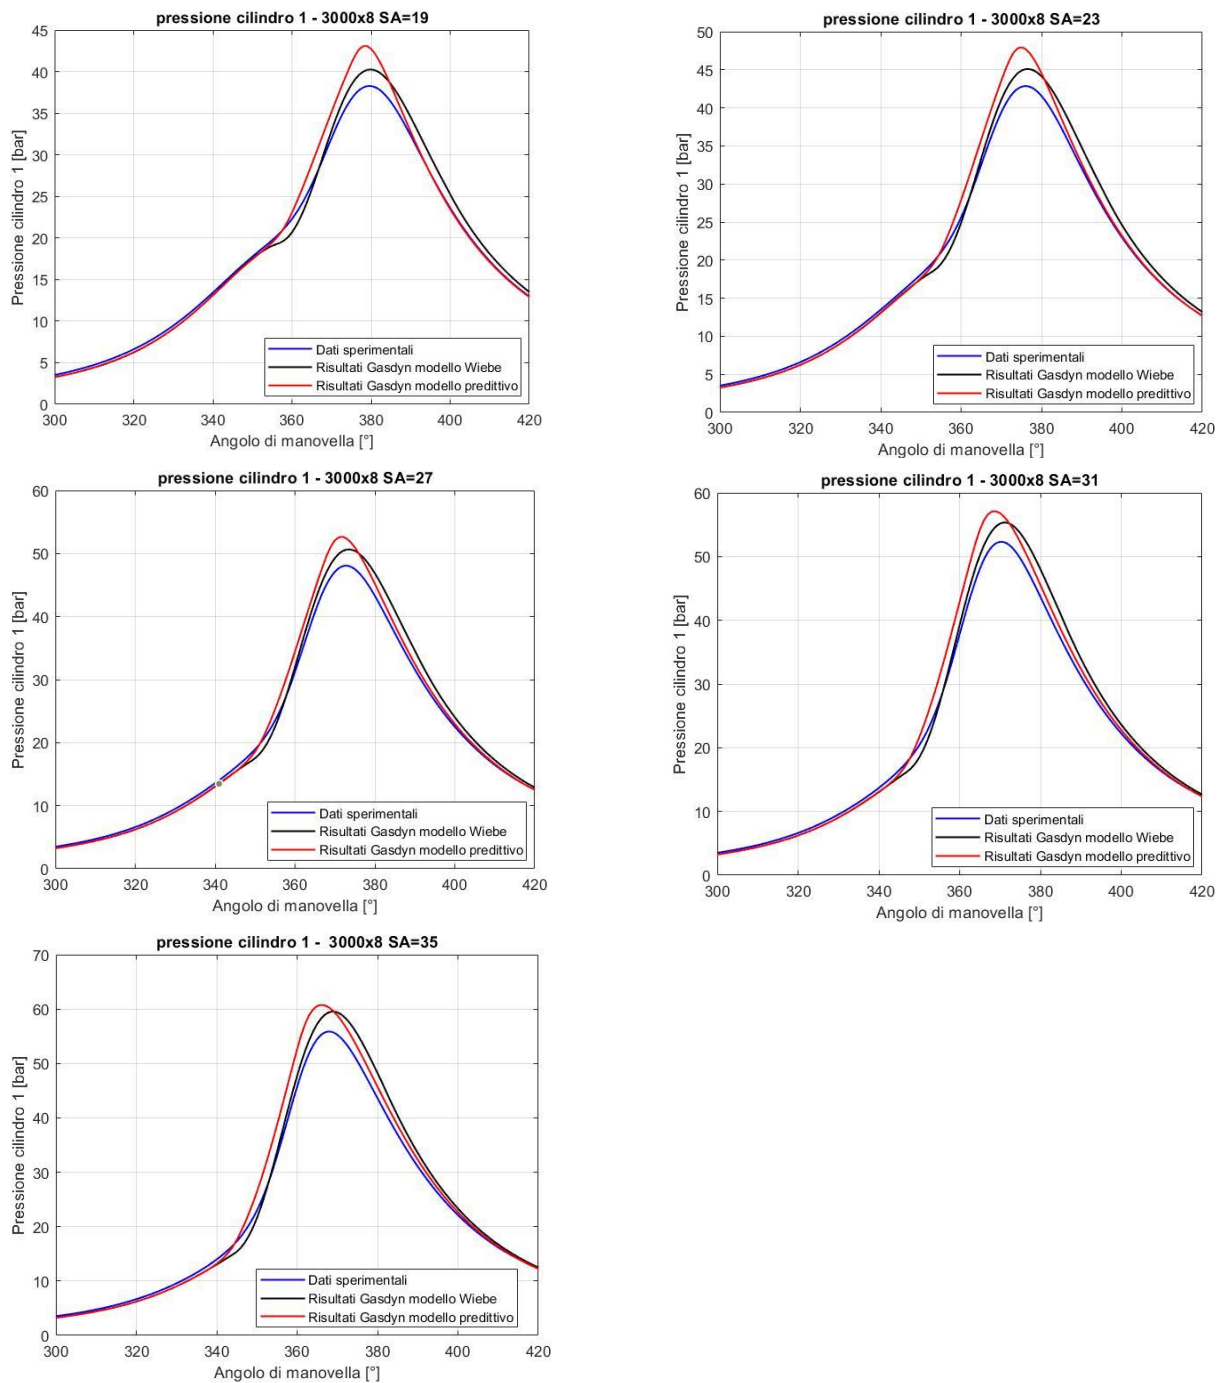 pressione cilindro 1 - 3000x8 SA=19
Pressione cilindro 1 [bar]
45
40
35
30
25
20
15
10
5
0
Dati sperimentali
Risultati Gasdyn modello Wiebe
Risultati Gasdyn modello predittivo
300 320 340 360 380 400 420
Angolo di manovella [°]
pressione cilindro 1 - 3000x8 SA=23
Pressione cilindro 1 [bar]
50
45
40
35
30
25
20
15
10
5
0
Dati sperimentali
Risultati Gasdyn modello Wiebe
Risultati Gasdyn modello predittivo
300 320 340 360 380 400 420
Angolo di manovella [°]
pressione cilindro 1 - 3000x8 SA=27
Pressione cilindro 1 [bar]
60
50
40
30
20
10
0
Dati sperimentali
Risultati Gasdyn modello Wiebe
Risultati Gasdyn modello predittivo
300 320 340 360 380 400 420
Angolo di manovella [°]
pressione cilindro 1 - 3000x8 SA=31
Pressione cilindro 1 [bar]
60
50
40
30
20
10
0
Dati sperimentali
Risultati Gasdyn modello Wiebe
Risultati Gasdyn modello predittivo
300 320 340 360 380 400 420
Angolo di manovella [°]
pressione cilindro 1 - 3000x8 SA=35
Pressione cilindro 1 [bar]
70
60
50
40
30
20
10
0
Dati sperimentali
Risultati Gasdyn modello Wiebe
Risultati Gasdyn modello predittivo
300 320 340 360 380 400 420
Angolo di manovella [°]